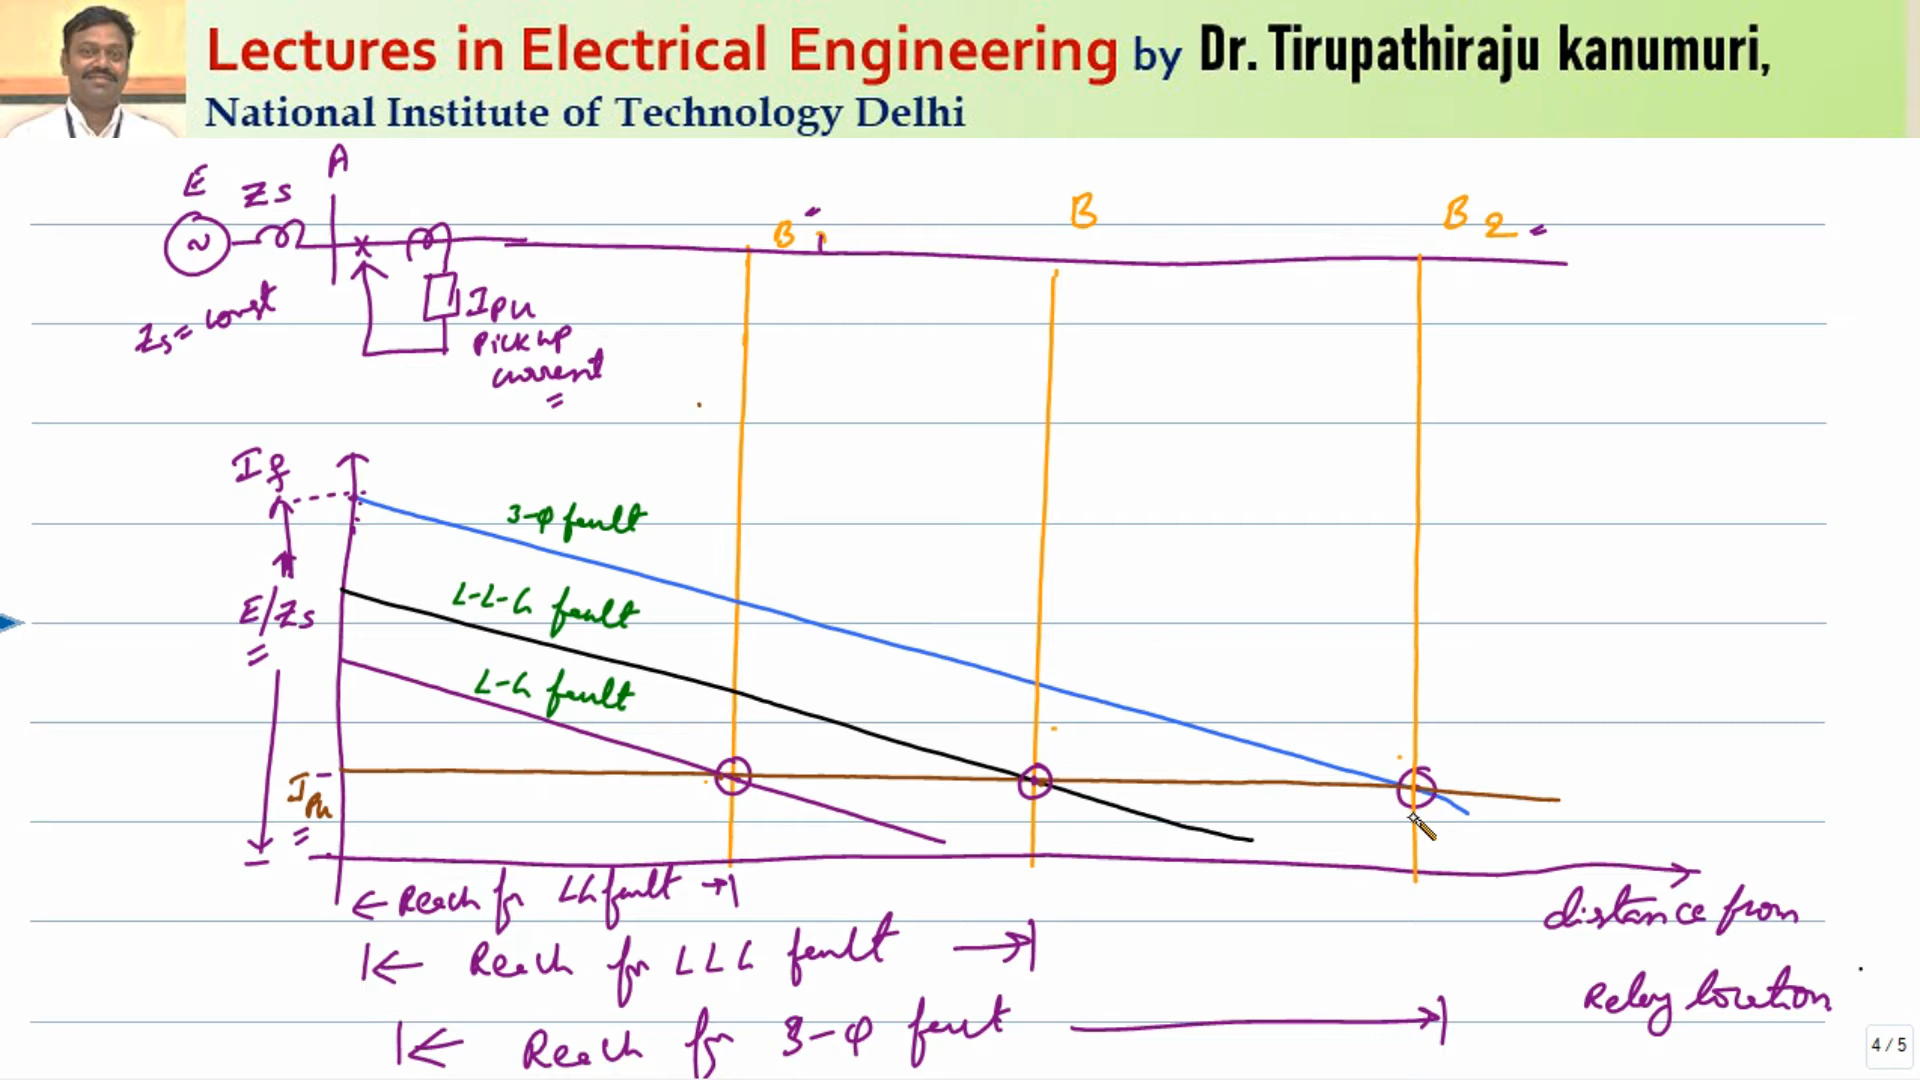 Lectures in Electrical Engineering by Dr. Tirupathiraju kanumuri,
National Institute of Technology Delhi
A
E
Zs
B1
B
B2
Zs = const
IPU
Pick up
current
If
3-φ fault
L-L-G fault
E/Zs
L-G fault
IPu
Reach for LG fault
Reach for LLG fault
Reach for 3-φ fault
distance from
Relay location
4 / 5